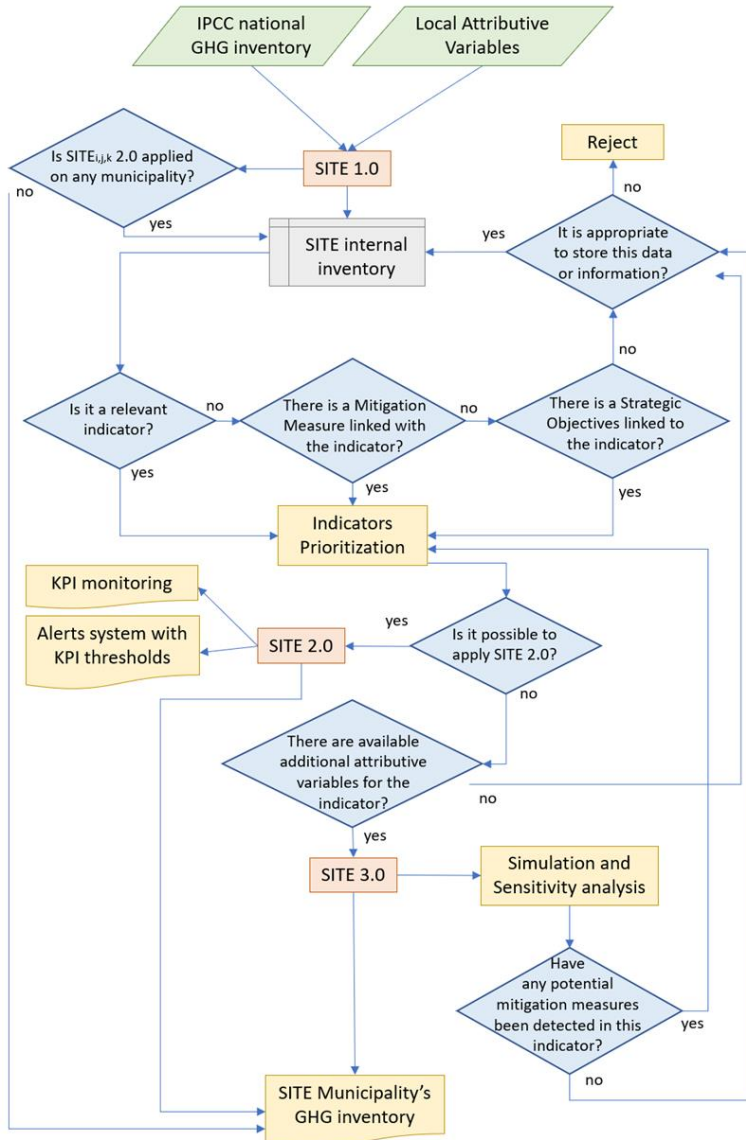 IPCC national
GHG inventory
Local Attributive
Variables
Is SITEi,j,k 2.0 applied
on any municipality?
no
yes
SITE 1.0
Reject
no
SITE internal
inventory
yes
It is appropriate
to store this data
or information?
no
Is it a relevant
indicator?
no
yes
There is a Mitigation
Measure linked with
the indicator?
no
yes
There is a Strategic
Objectives linked to
the indicator?
yes
Indicators
Prioritization
KPI monitoring
Alerts system with
KPI thresholds
SITE 2.0
yes
Is it possible to
apply SITE 2.0?
no
There are available
additional attributive
variables for the
indicator?
no
yes
SITE 3.0
Simulation and
Sensitivity analysis
Have
any potential
mitigation measures
been detected in this
indicator?
yes
no
SITE Municipality's
GHG inventory